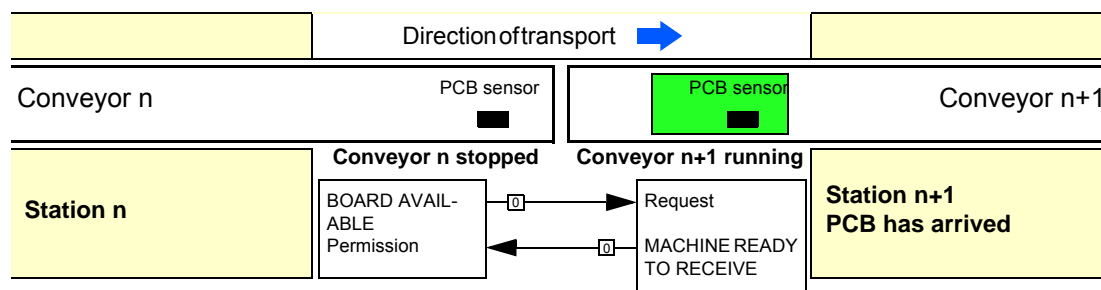 Direction of transport
Conveyor n
PCB sensor
PCB sensor
Conveyor n+1
Conveyor n stopped
Conveyor n+1 running
Station n
BOARD AVAIL-
ABLE
Permission
0
0
Request
MACHINE READY
TO RECEIVE
Station n+1
PCB has arrived